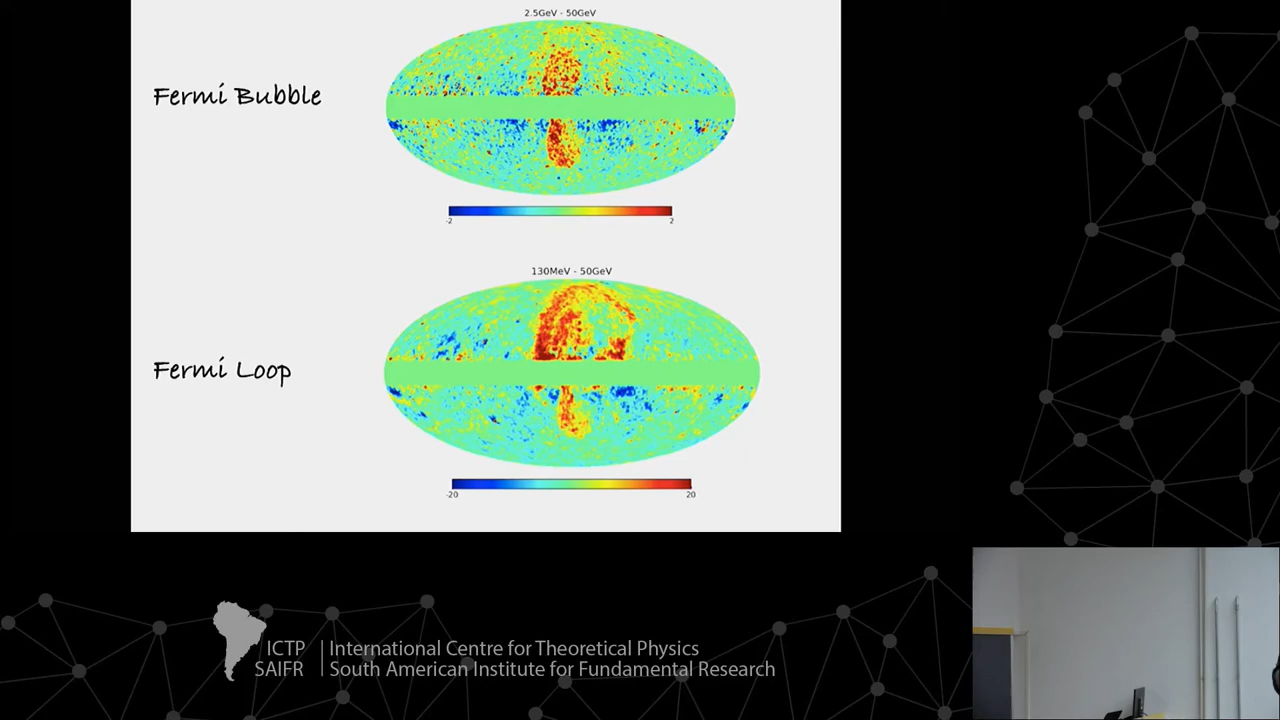 2.5GeV - 50GeV
Fermi Bubble
-2 2
130MeV - 50GeV
Fermi Loop
-20 20
ICTP SAIFR
International Centre for Theoretical Physics
South American Institute for Fundamental Research